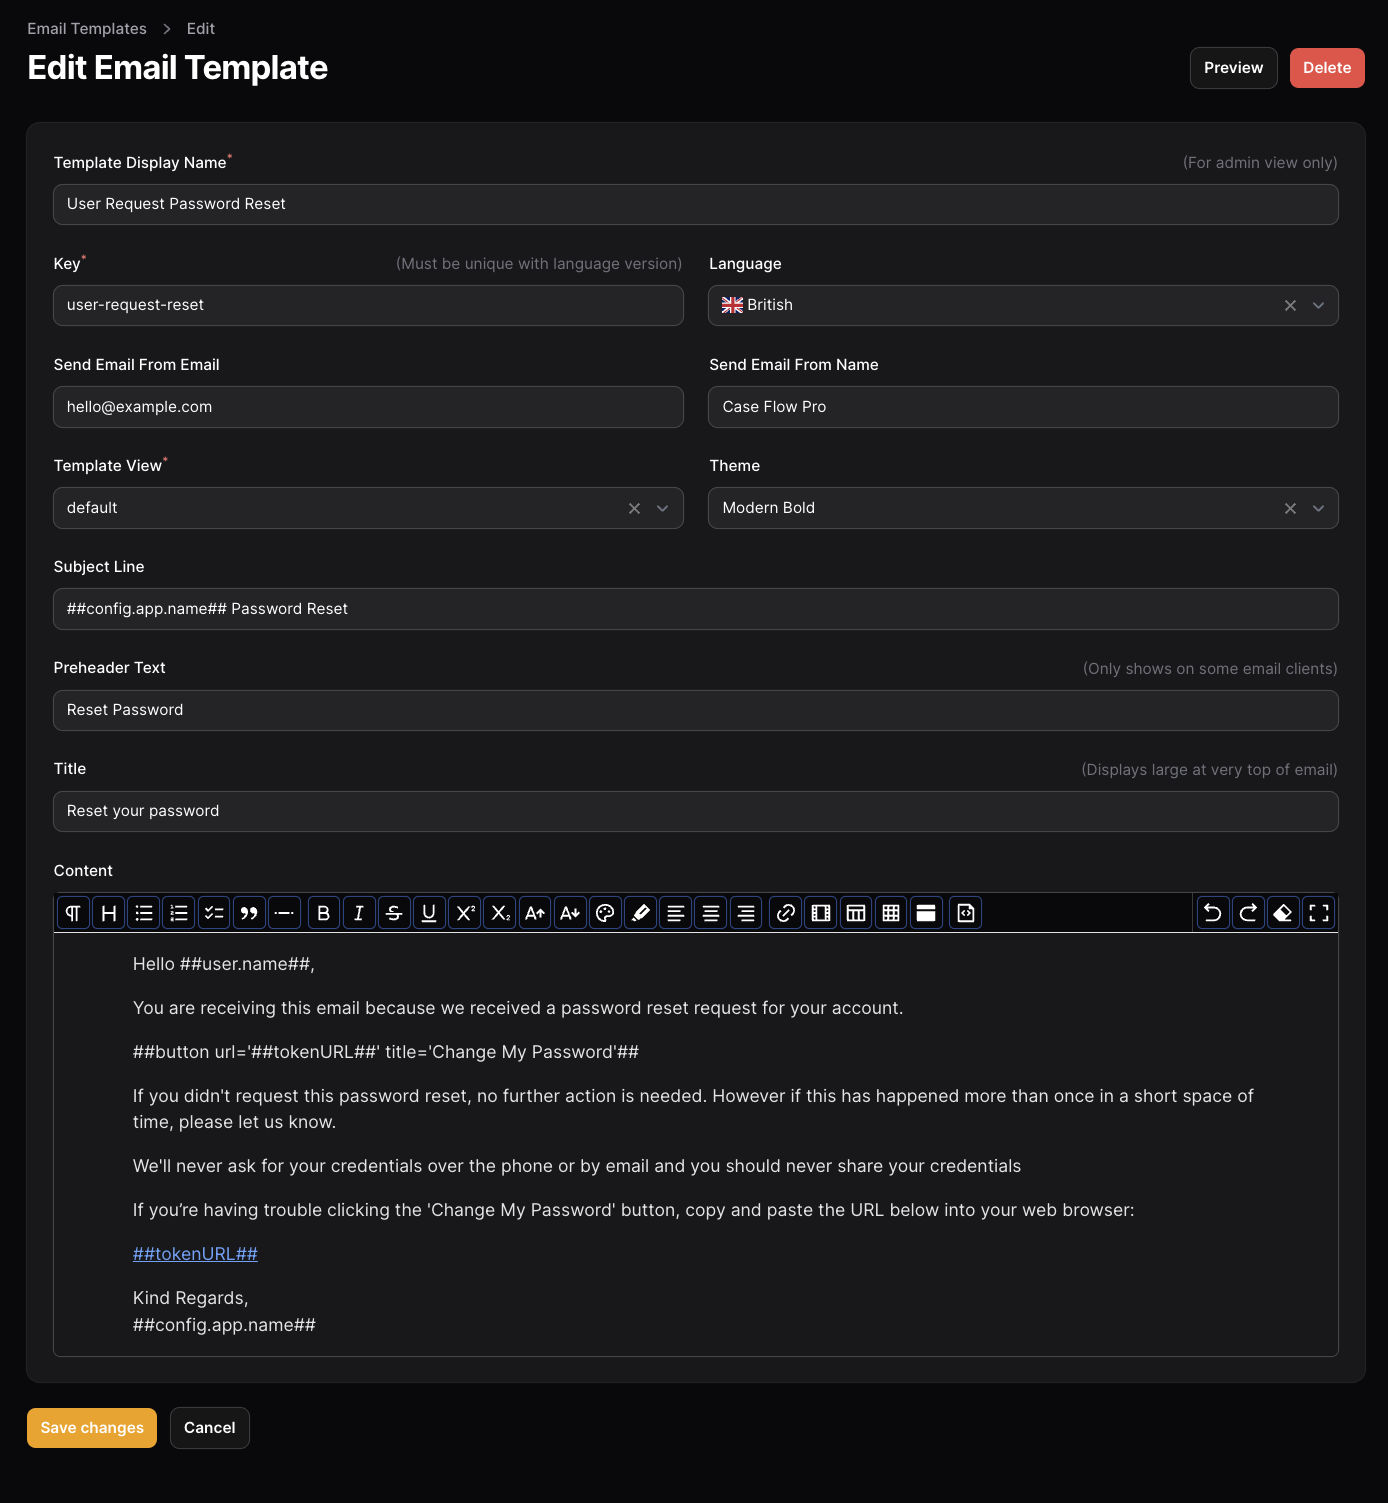 Email Templates > Edit
Edit Email Template
Preview
Delete
Template Display Name*
(For admin view only)
User Request Password Reset
Key*
(Must be unique with language version)
Language
user-request-reset
British
Send Email From Email
Send Email From Name
hello@example.com
Case Flow Pro
Template View*
Theme
default
Modern Bold
Subject Line
##config.app.name## Password Reset
Preheader Text
(Only shows on some email clients)
Reset Password
Title
(Displays large at very top of email)
Reset your password
Content
Hello ##user.name##,
You are receiving this email because we received a password reset request for your account.
##button url='##tokenURL##' title='Change My Password'##
If you didn't request this password reset, no further action is needed. However if this has happened more than once in a short space of
time, please let us know.
We'll never ask for your credentials over the phone or by email and you should never share your credentials
If you’re having trouble clicking the 'Change My Password' button, copy and paste the URL below into your web browser:
##tokenURL##
Kind Regards,
##config.app.name##
Save changes
Cancel